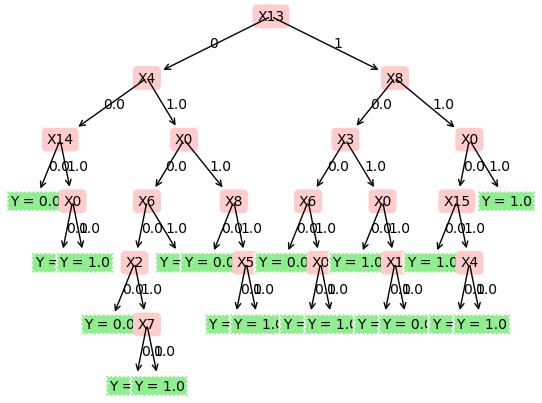 X13
0 1
X4 X8
0.0 1.0 0.0 1.0
X14 X0 X3 X0
0.0 1.0 0.0 1.0 0.0 1.0 0.0 1.0
Y = 0.0 X0 X6 X8 X6 X0 X15 Y = 1.0
0.0 1.0 0.0 1.0 0.0 1.0 0.0 1.0 0.0 1.0 0.0 1.0
Y = Y = 1.0 X2 Y = Y = 0.0 X5 Y = 0.0 X0 Y = 1.0 X1 Y = 1.0 X4
0.0 1.0 0.0 1.0 0.0 1.0 0.0 1.0 0.0 1.0
Y = 0.0 X7 Y = Y = 1.0 Y = Y = 1.0 Y = Y = 0.0 Y = Y = 1.0
0.0 1.0
Y = Y = 1.0